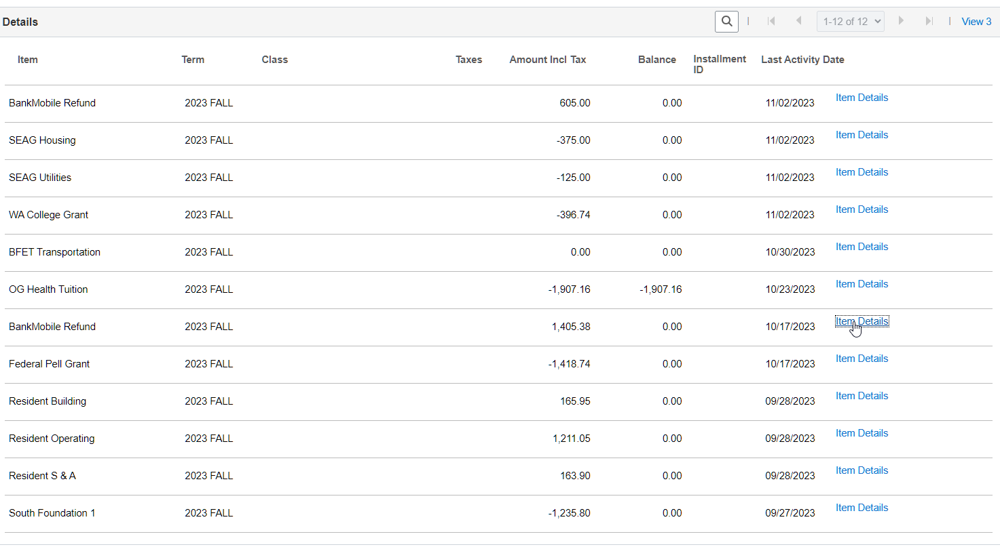 Details 1-12 of 12 View 3
Item Term Class Taxes Amount Incl Tax Balance Installment ID Last Activity Date
BankMobile Refund 2023 FALL 605.00 0.00 11/02/2023 Item Details
SEAG Housing 2023 FALL -375.00 0.00 11/02/2023 Item Details
SEAG Utilities 2023 FALL -125.00 0.00 11/02/2023 Item Details
WA College Grant 2023 FALL -396.74 0.00 11/02/2023 Item Details
BFET Transportation 2023 FALL 0.00 0.00 10/30/2023 Item Details
OG Health Tuition 2023 FALL -1,907.16 -1,907.16 10/23/2023 Item Details
BankMobile Refund 2023 FALL 1,405.38 0.00 10/17/2023 Item Details
Federal Pell Grant 2023 FALL -1,418.74 0.00 10/17/2023 Item Details
Resident Building 2023 FALL 165.95 0.00 09/28/2023 Item Details
Resident Operating 2023 FALL 1,211.05 0.00 09/28/2023 Item Details
Resident S & A 2023 FALL 163.90 0.00 09/28/2023 Item Details
South Foundation 1 2023 FALL -1,235.80 0.00 09/27/2023 Item Details